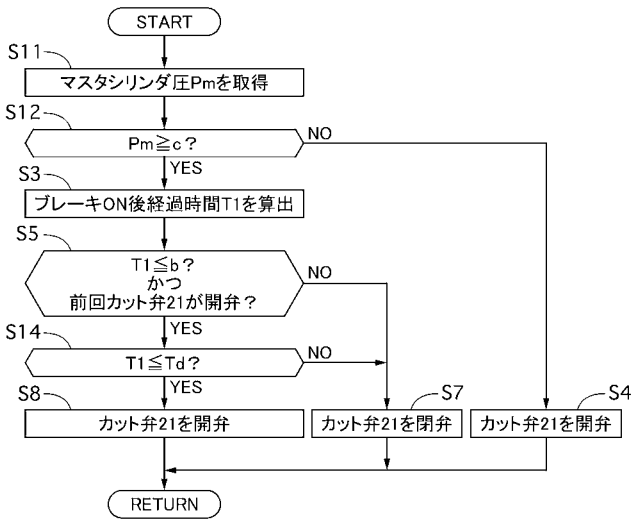 START
S11
マスタシリンダ圧Pmを取得
S12
Pm≧c?
NO
YES
S3
ブレーキON後経過時間T1を算出
S5
T1≦b?
かつ
前回カット弁21が開弁?
NO
YES
S14
T1≦Td?
NO
YES
S8
カット弁21を開弁
S7
カット弁21を閉弁
S4
カット弁21を開弁
RETURN